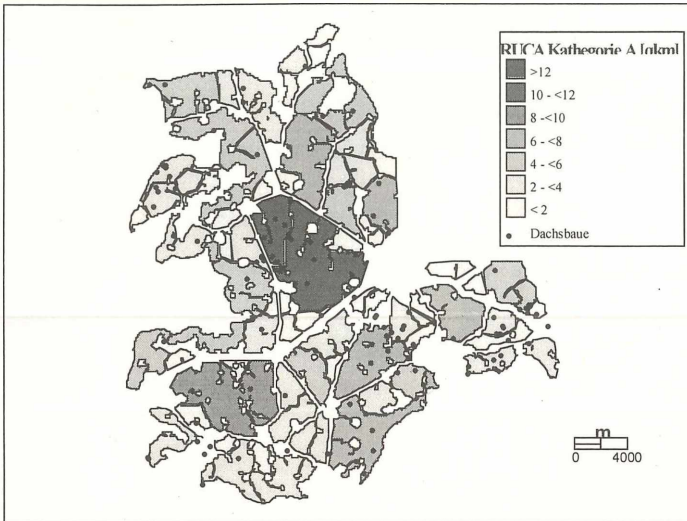 RUCA Kathegorie A [qkm]
>12
10 - <12
8 -<10
6 - <8
4 - <6
2 - <4
< 2
Dachsbaue
m
0 4000